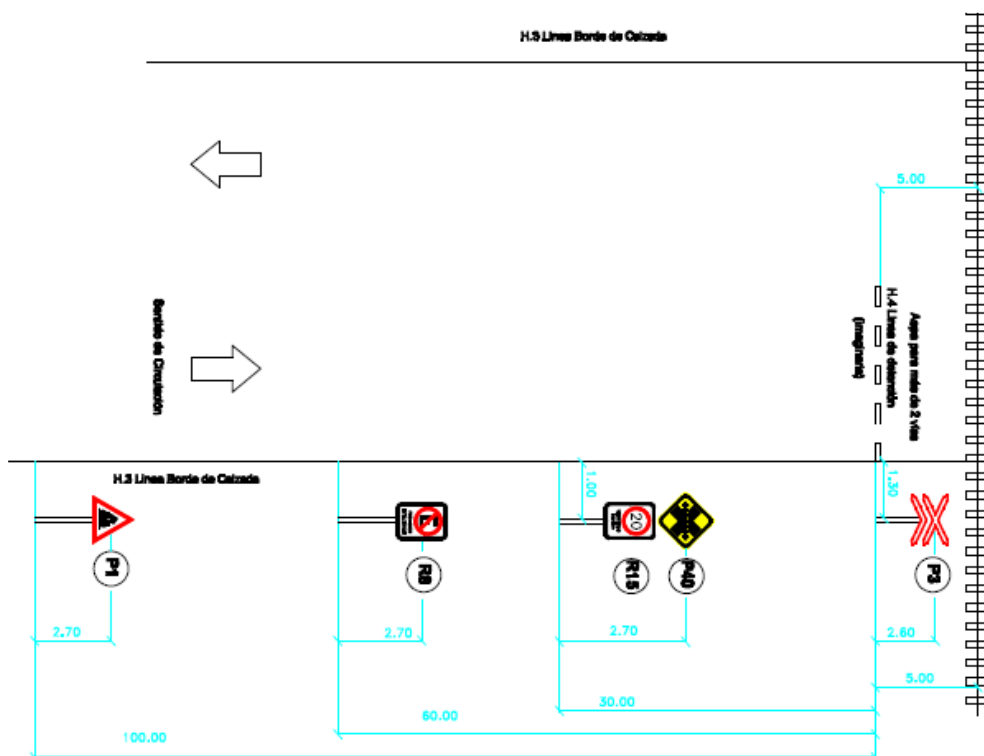 H.3 Línea Borde de Calzada
5.00
Sentido de Circulación
H.4 Línea de detención
(imaginaria)
Aspa para más de 2 vías
H.3 Línea Borde de Calzada
1.00
1.30
20
P1
R8
R15
P40
P3
2.70
2.70
2.70
2.60
5.00
30.00
60.00
100.00